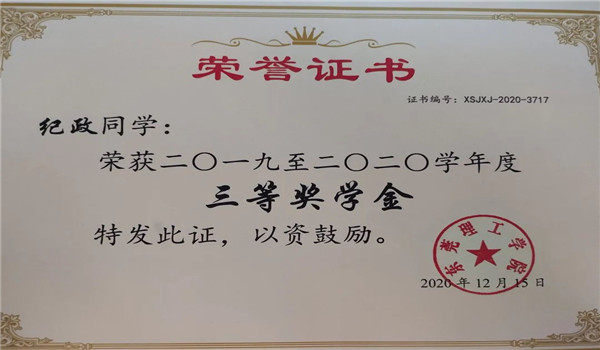 荣誉证书
证书编号：XSJXJ-2020-3717
纪政同学：
荣获二〇一九至二〇二〇学年度
三等奖学金
特发此证，以资鼓励。
东莞理工学院
2020年12月15日